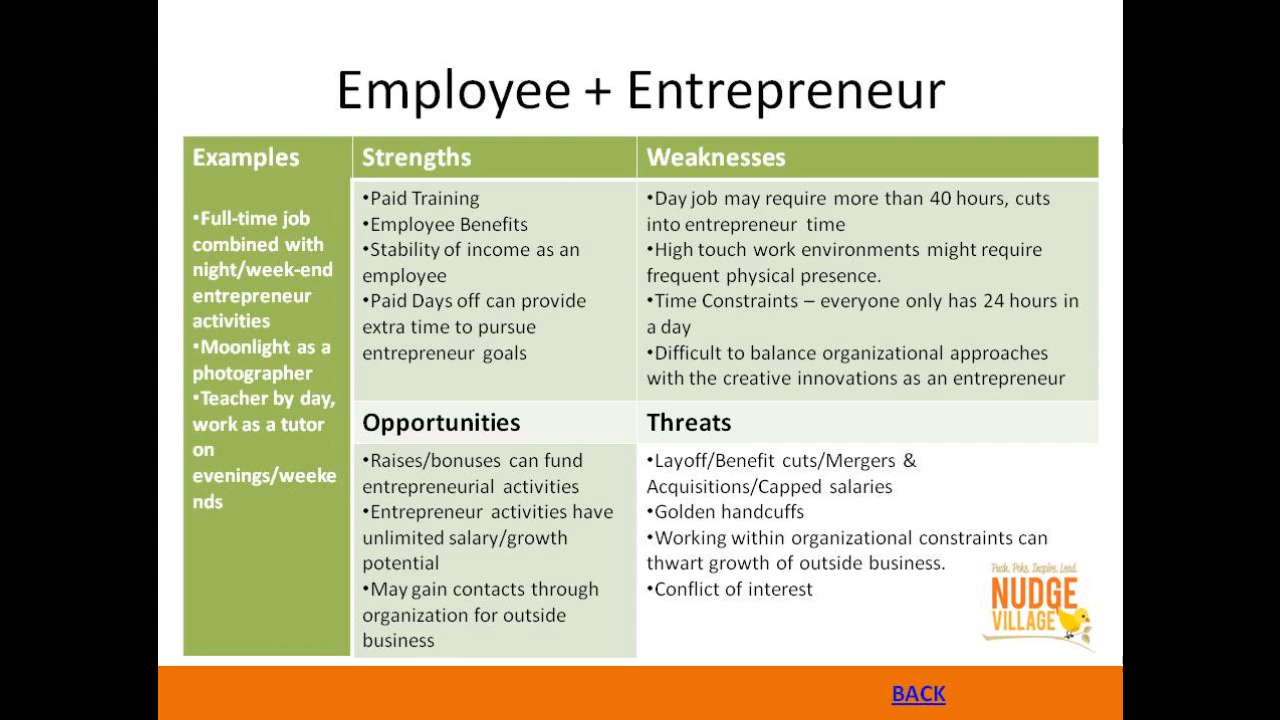 Employee + Entrepreneur
Examples
•Full-time job
combined with
night/week-end
entrepreneur
activities
•Moonlight as a
photographer
•Teacher by day,
work as a tutor
on
evenings/weeke
nds
Strengths
•Paid Training
•Employee Benefits
•Stability of income as an
employee
•Paid Days off can provide
extra time to pursue
entrepreneur goals
Weaknesses
•Day job may require more than 40 hours, cuts
into entrepreneur time
•High touch work environments might require
frequent physical presence.
•Time Constraints – everyone only has 24 hours in
a day
•Difficult to balance organizational approaches
with the creative innovations as an entrepreneur
Opportunities
•Raises/bonuses can fund
entrepreneurial activities
•Entrepreneur activities have
unlimited salary/growth
potential
•May gain contacts through
organization for outside
business
Threats
•Layoff/Benefit cuts/Mergers &
Acquisitions/Capped salaries
•Golden handcuffs
•Working within organizational constraints can
thwart growth of outside business.
•Conflict of interest
Push. Poke. Inspire. Lead.
NUDGE
VILLAGE
BACK